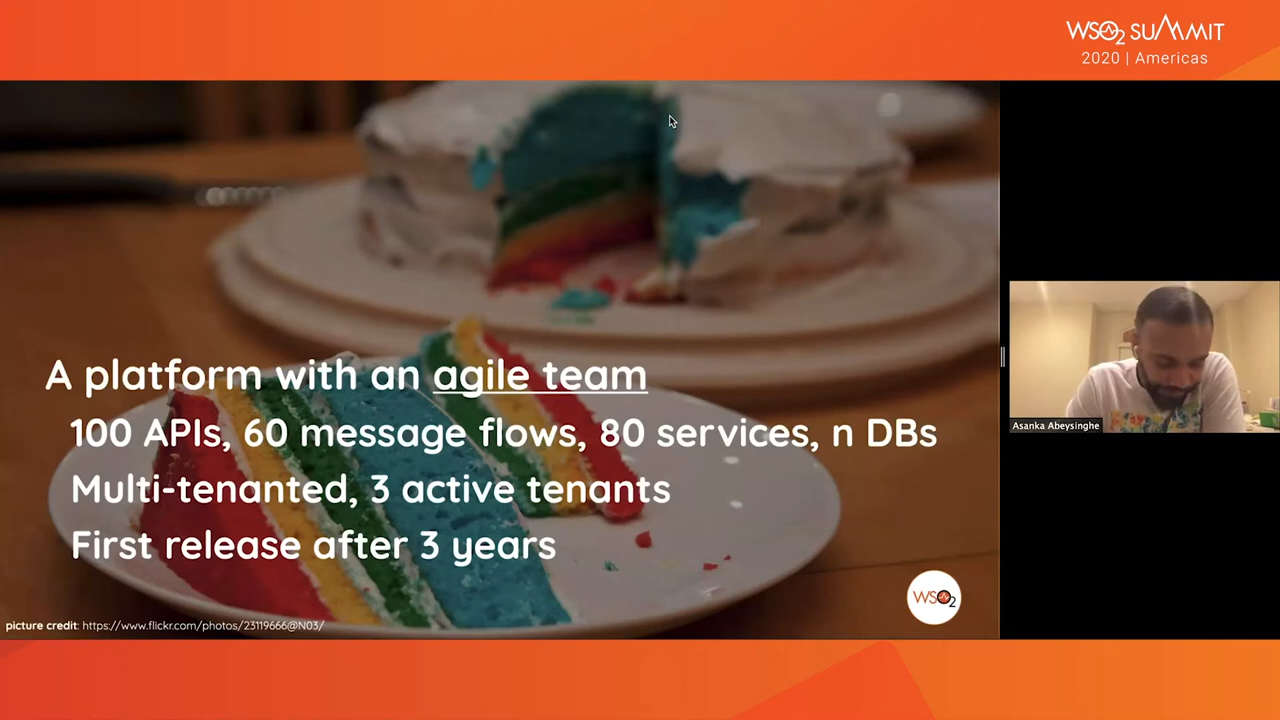 WSO2 SUMMIT
2020 | Americas
A platform with an agile team
100 APIs, 60 message flows, 80 services, n DBs
Multi-tenanted, 3 active tenants
First release after 3 years
WSO2
picture credit: https://www.flickr.com/photos/23119666@N03/
Asanka Abeysinghe